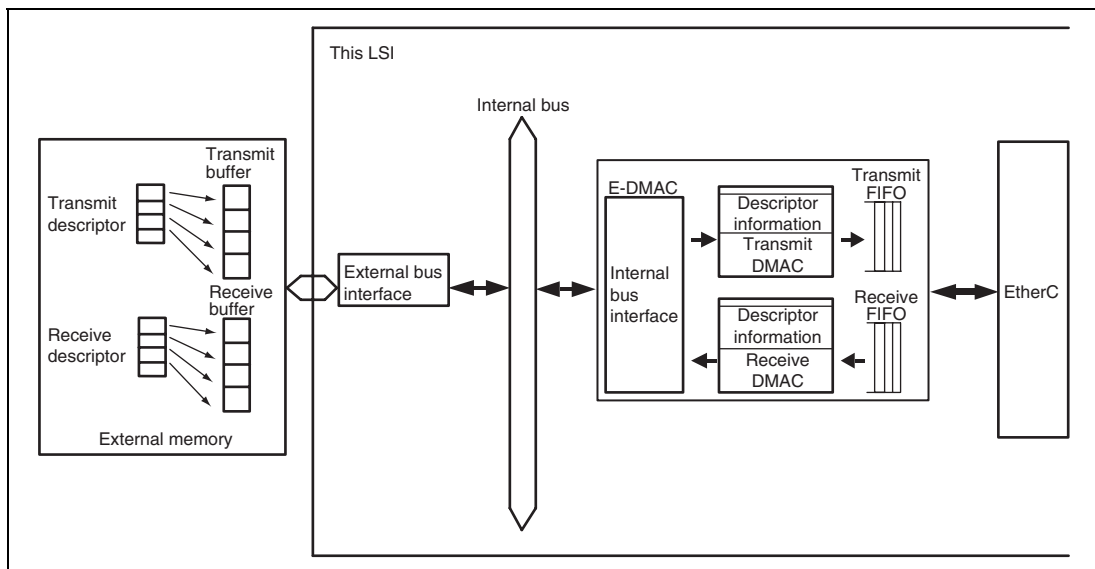 This LSI
Internal bus
Transmit
buffer
Transmit
descriptor
Receive
buffer
Receive
descriptor
External memory
External bus
interface
E-DMAC
Internal
bus
interface
Descriptor
information
Transmit
DMAC
Transmit
FIFO
Descriptor
information
Receive
DMAC
Receive
FIFO
EtherC